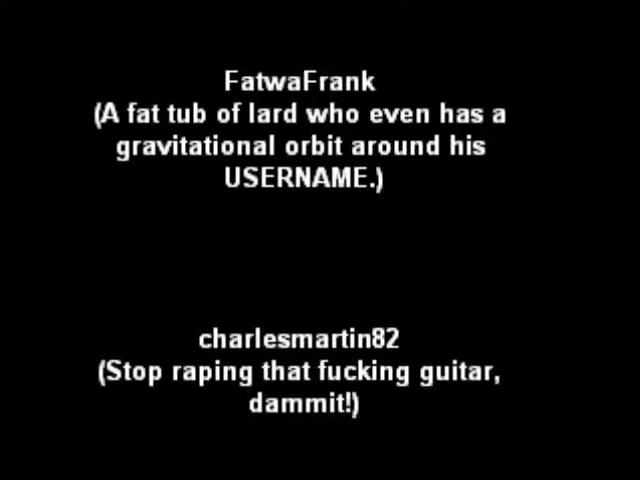 FatwaFrank
(A fat tub of lard who even has a
gravitational orbit around his
USERNAME.)
charlesmartin82
(Stop raping that fucking guitar,
dammit!)